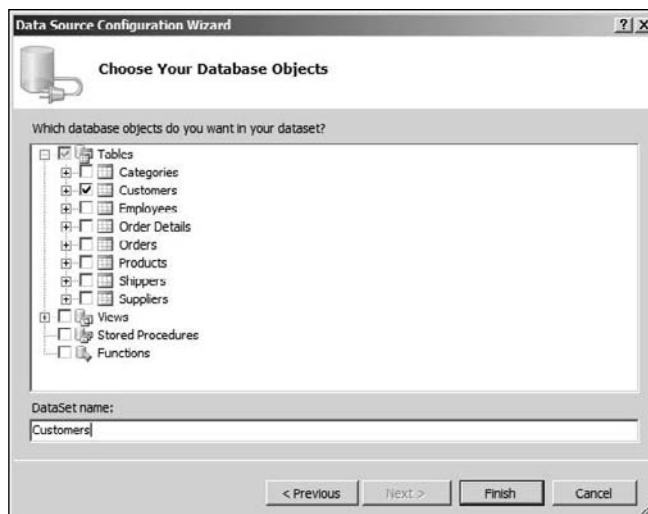 Data Source Configuration Wizard
Choose Your Database Objects
Which database objects do you want in your dataset?
Tables
Categories
Customers
Employees
Order Details
Orders
Products
Shippers
Suppliers
Views
Stored Procedures
Functions
DataSet name:
Customers
< Previous Next > Finish Cancel